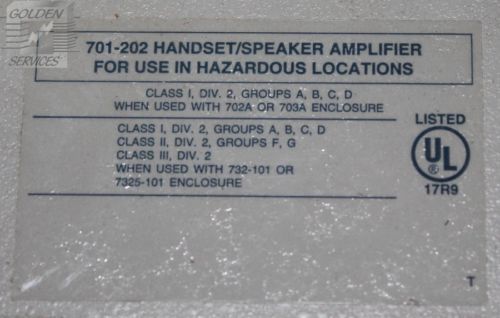 GOLDEN
SERVICES
701-202 HANDSET/SPEAKER AMPLIFIER
FOR USE IN HAZARDOUS LOCATIONS
CLASS I, DIV. 2, GROUPS A, B, C, D
WHEN USED WITH 702A OR 703A ENCLOSURE
CLASS I, DIV. 2, GROUPS A, B, C, D
CLASS II, DIV. 2, GROUPS F, G
CLASS III, DIV. 2
WHEN USED WITH 732-101 OR
7325-101 ENCLOSURE
LISTED
UL
®
17R9
T